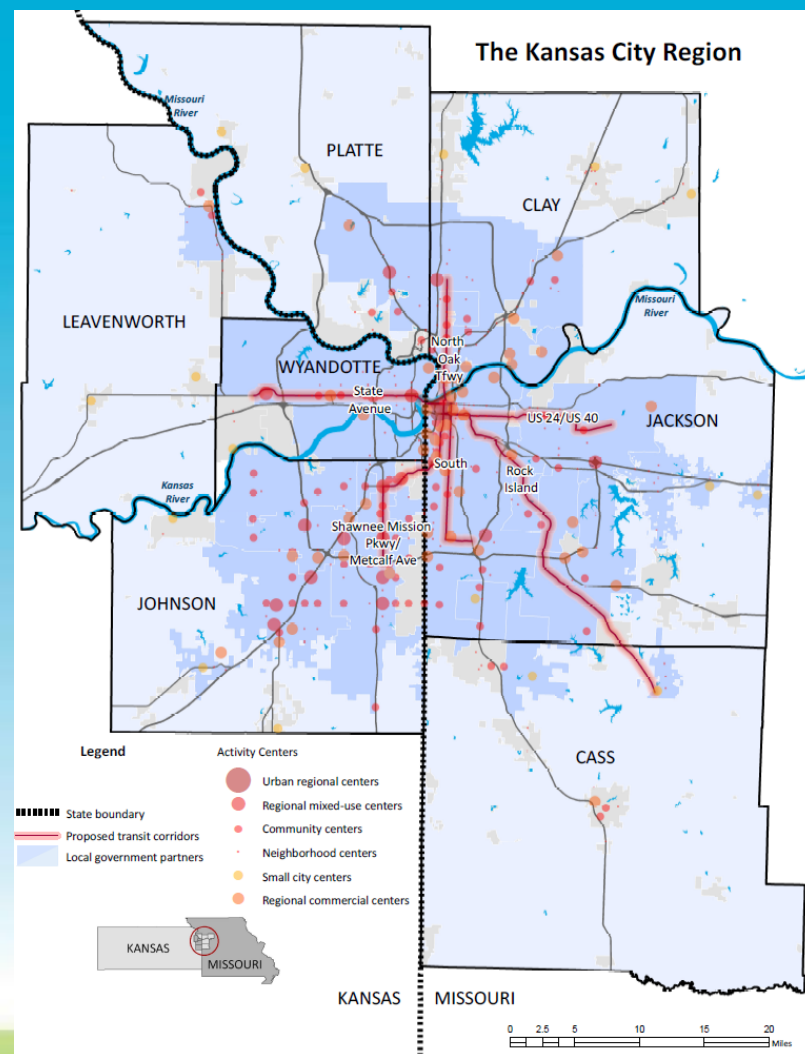 The Kansas City Region
Missouri
River
PLATTE
CLAY
LEAVENWORTH
Missouri
River
North
Oak
Tfwy
WYANDOTTE
State
Avenue
US 24/US 40
JACKSON
South
Rock
Island
Kansas
River
Shawnee Mission
Pkwy/
Metcalf Ave
JOHNSON
CASS
Legend
State boundary
Proposed transit corridors
Local government partners
Activity Centers
Urban regional centers
Regional mixed-use centers
Community centers
Neighborhood centers
Small city centers
Regional commercial centers
KANSAS
MISSOURI
KANSAS MISSOURI
0 2.5 5 10 15 20
Miles